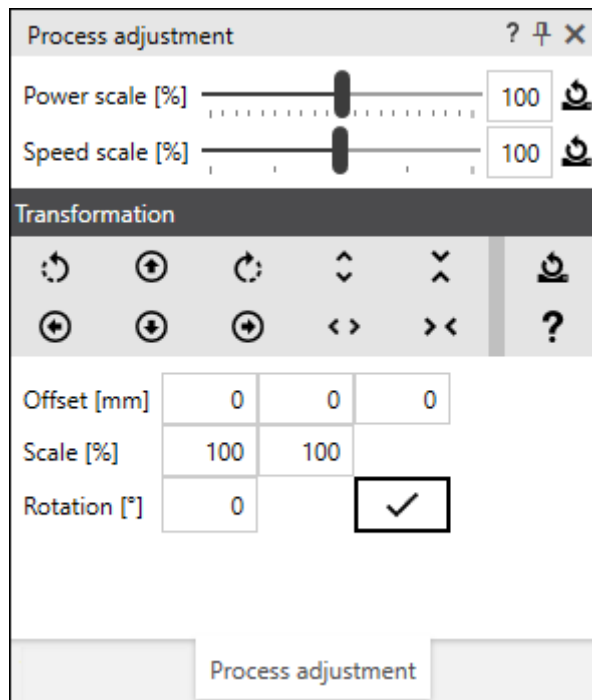 Process adjustment ?
Power scale [%] 100
Speed scale [%] 100
Transformation
?
Offset [mm] 0 0 0
Scale [%] 100 100
Rotation [°] 0
Process adjustment